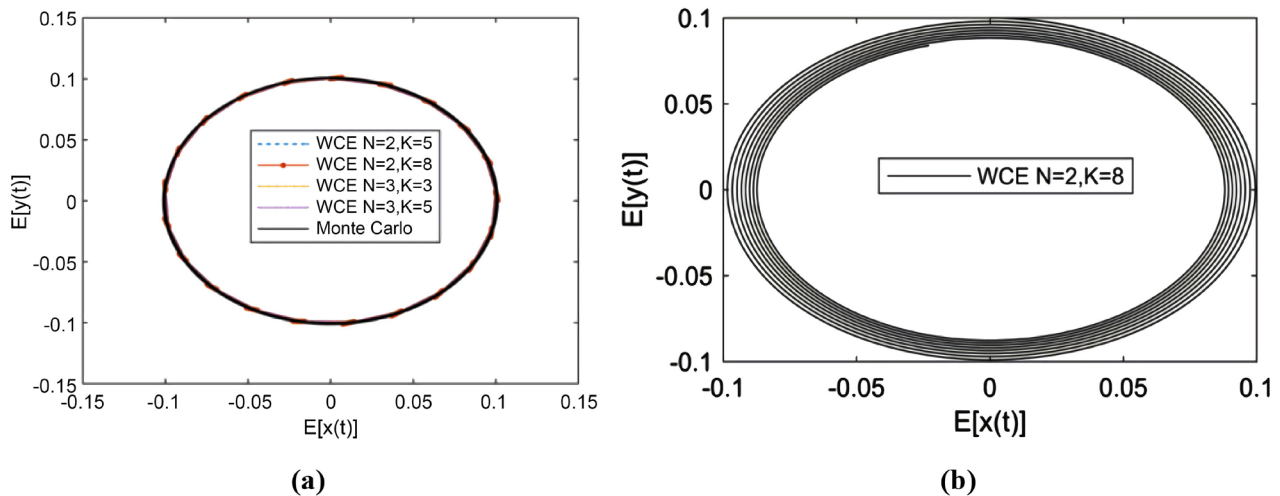 0.15
0.1
0.05
0
-0.05
-0.1
-0.15
E[y(t)]
WCE N=2,K=5
WCE N=2,K=8
WCE N=3,K=3
WCE N=3,K=5
Monte Carlo
-0.15 -0.1 -0.05 0 0.05 0.1 0.15
E[x(t)]
(a)
0.1
0.05
0
-0.05
-0.1
E[y(t)]
WCE N=2,K=8
-0.1 -0.05 0 0.05 0.1
E[x(t)]
(b)